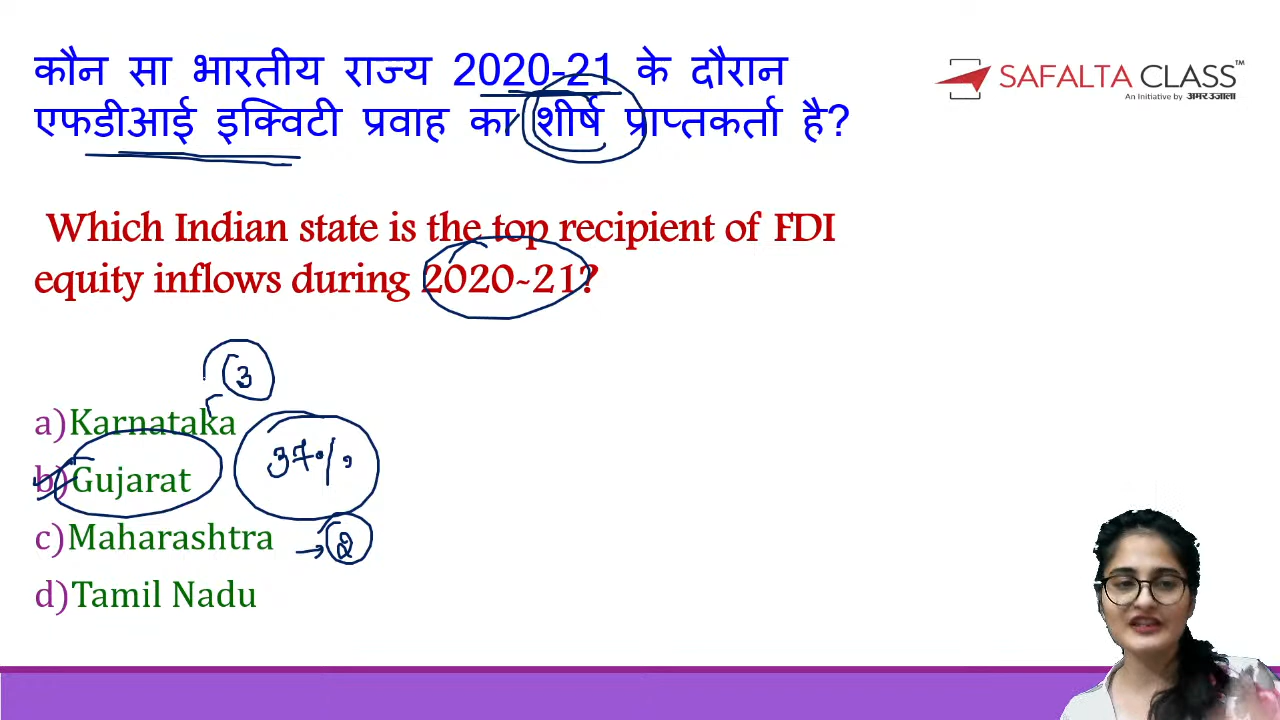 कौन सा भारतीय राज्य 2020-21 के दौरान
एफडीआई इक्विटी प्रवाह का शीर्ष प्राप्तकर्ता है?
SAFALTA CLASS™
An Initiative by अमर उजाला
Which Indian state is the top recipient of FDI
equity inflows during 2020-21?
3
a)Karnataka
37%
b)Gujarat
c)Maharashtra → 2
d)Tamil Nadu